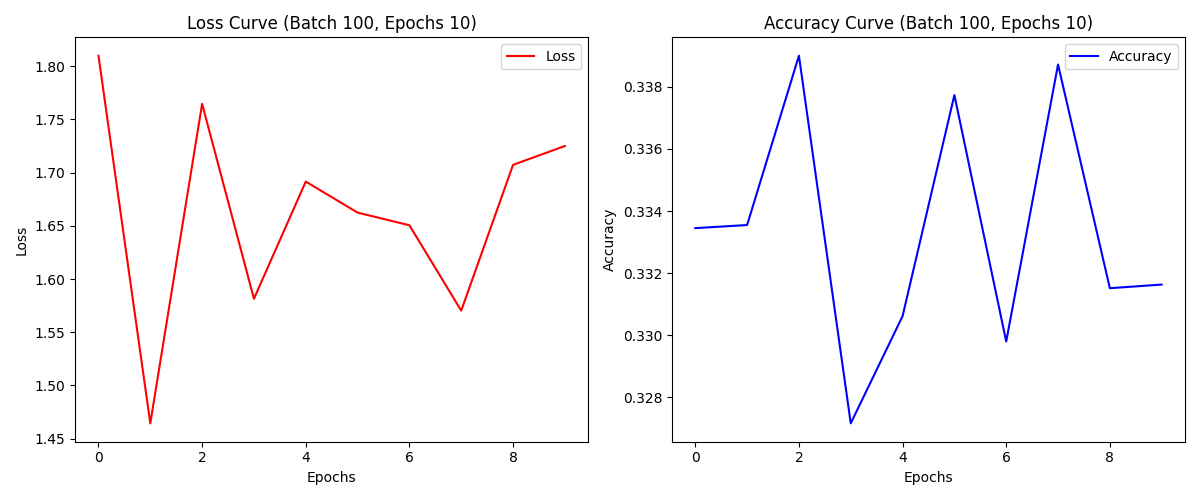 Loss Curve (Batch 100, Epochs 10)
Loss
1.80
1.75
1.70
1.65
1.60
1.55
1.50
1.45
Loss
0 2 4 6 8
Epochs
Accuracy Curve (Batch 100, Epochs 10)
Accuracy
0.338
0.336
0.334
0.332
0.330
0.328
Accuracy
0 2 4 6 8
Epochs